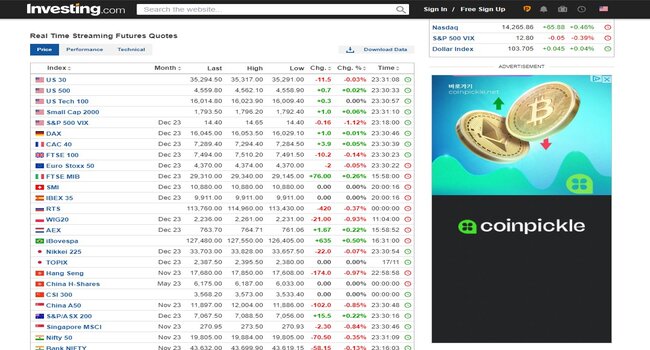 Investing.com Search the website... Sign In / Free Sign Up
Real Time Streaming Futures Quotes
Price Performance Technical Download Data
Index Month Last High Low Chg. Chg. % Time
US 30 35,294.50 35,317.00 35,291.00 -11.5 -0.03% 23:31:08
US 500 4,559.80 4,562.10 4,558.90 +0.7 +0.02% 23:30:33
US Tech 100 16,014.80 16,023.90 16,009.40 +0.3 0.00% 23:30:57
Small Cap 2000 1,793.50 1,796.20 1,792.40 +1.0 +0.06% 23:31:10
S&P 500 VIX Dec 23 14.40 14.65 -0.16 -1.12% 23:18:00
DAX Dec 23 16,045.00 16,053.50 16,029.10 +1.0 +0.01% 23:30:46
CAC 40 Dec 23 7,289.40 7,294.40 7,284.50 +3.9 +0.05% 23:30:39
FTSE 100 Dec 23 7,494.00 7,510.20 7,491.50 -10.2 -0.14% 23:30:23
Euro Stoxx 50 Dec 23 4,370.00 4,374.00 4,370.00 -2 -0.05% 23:30:22
FTSE MIB Dec 23 29,310.00 29,340.00 29,145.00 +76.00 +0.26% 15:58:00
SMI Dec 23 10,880.00 10,880.00 10,880.00 0.00 0.00% 20:00:16
IBEX 35 Dec 23 9,911.00 9,911.00 9,911.00 0.00 0.00% 20:00:16
RTS Dec 23 113,760.00 114,960.00 113,430.00 -420 -0.37% 00:00:00
WIG20 Dec 23 2,236.00 2,261.00 2,231.00 -21.00 -0.93% 11:04:00
AEX Dec 23 763.70 764.71 761.06 +1.67 +0.22% 15:58:52
iBovespa Dec 23 127,480.00 127,550.00 126,405.00 +635 +0.50% 16:31:00
Nikkei 225 Dec 23 33,703.00 33,828.00 33,657.50 -22.0 -0.07% 23:30:54
TOPIX Dec 23 2,387.50 2,395.50 2,380.00 0.00 0.00% 17/11
Hang Seng Nov 23 17,680.00 17,850.00 17,608.00 -174.0 -0.97% 22:58:58
China H-Shares May 23 6,175.00 6,187.00 6,033.00 0.00 0.00% 00:00:00
CSI 300 3,568.20 3,573.00 3,533.40 0.00 0.00%
China A50 Nov 23 11,897.00 12,004.00 11,886.00 -102.0 -0.85% 23:30:48
S&P/ASX 200 Dec 23 7,067.50 7,088.50 7,056.00 +15.5 +0.22% 23:30:16
Singapore MSCI Nov 23 270.95 273.50 270.93 -2.30 -0.84% 23:30:46
Nifty 50 Nov 23 19,805.00 19,884.00 19,800.00 -70.50 -0.35% 23:31:09
Bank NIFTY Nov 23 43,632.00 43,699.90 43,619.15 -58.15 -0.13% 23:16:03
Nasdaq 14,265.86 +65.88 +0.46%
S&P 500 VIX 12.80 -0.05 -0.39%
Dollar Index 103.705 +0.045 +0.04%
ADVERTISEMENT
바로가기
coinpickle.net
coinpickle